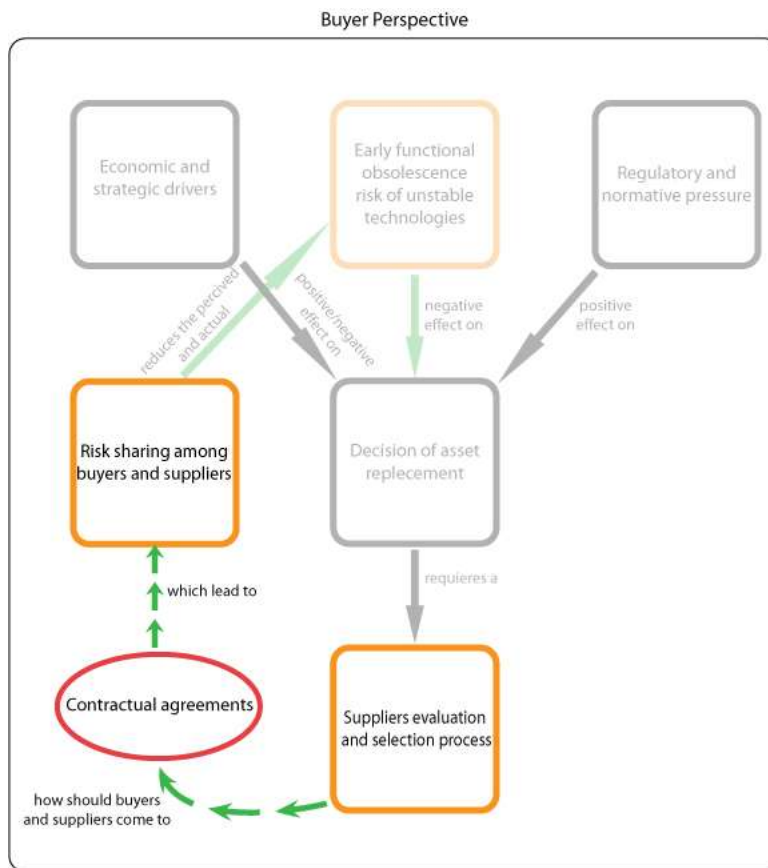 Buyer Perspective
Economic and
strategic drivers
Early functional
obsolescence
risk of unstable
technologies
Regulatory and
normative pressure
reduces the percived
and actual
positive/negative
effect on
negative
effect on
positive
effect on
Risk sharing among
buyers and suppliers
Decision of asset
replecement
which lead to
requieres a
Contractual agreements
Suppliers evaluation
and selection process
how should buyers
and suppliers come to